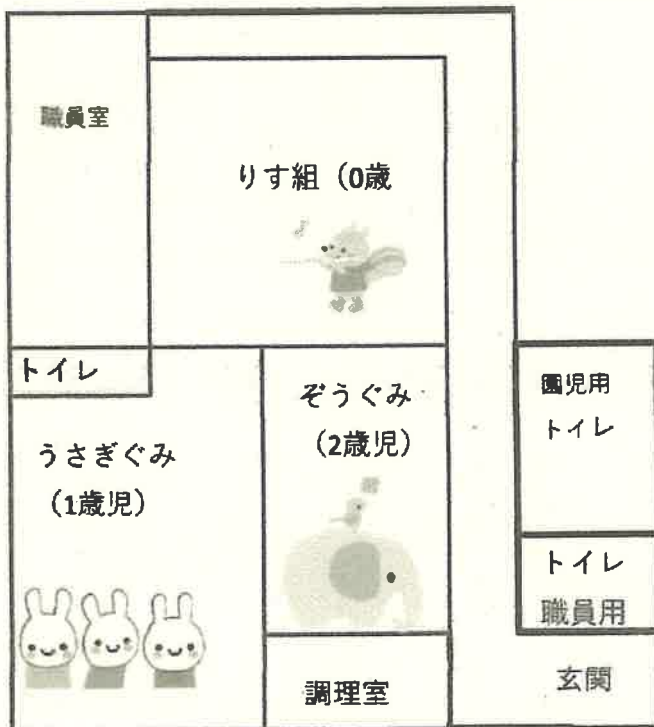 職員室
りす組（0歳
トイレ
うさぎぐみ
（1歳児）
ぞうぐみ
（2歳児）
調理室
園児用
トイレ
トイレ
職員用
玄関